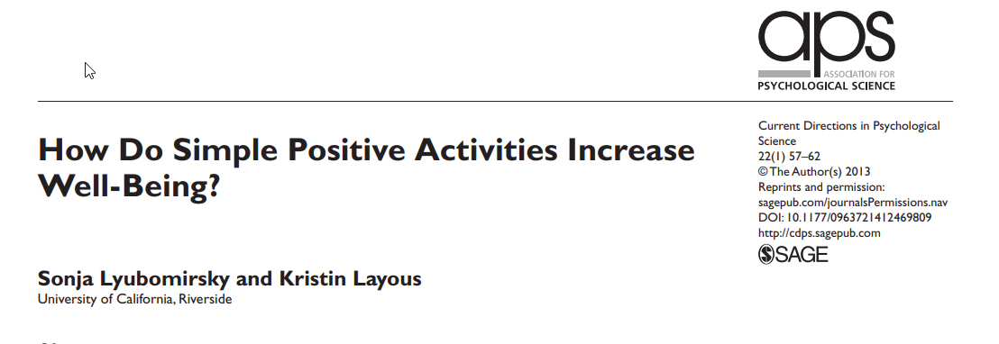 aps
ASSOCIATION FOR
PSYCHOLOGICAL SCIENCE
How Do Simple Positive Activities Increase
Well-Being?
Current Directions in Psychological
Science
22(1) 57–62
© The Author(s) 2013
Reprints and permission:
sagepub.com/journalsPermissions.nav
DOI: 10.1177/0963721412469809
http://cdps.sagepub.com
SAGE
Sonja Lyubomirsky and Kristin Layous
University of California, Riverside